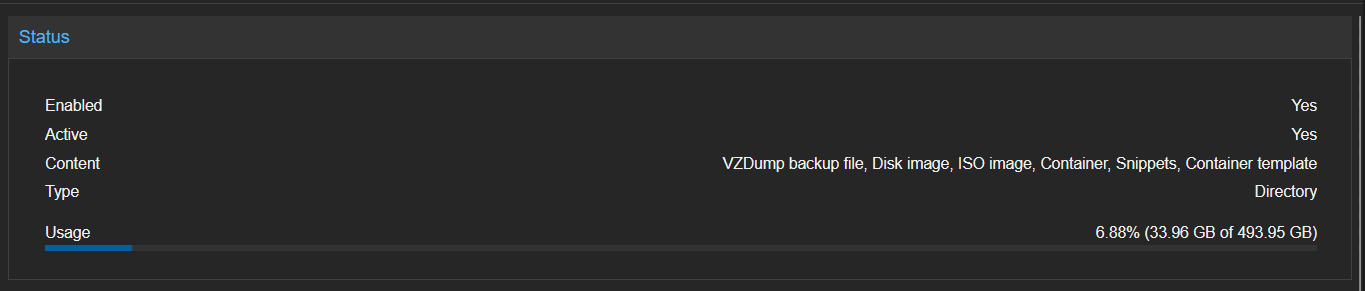 Status
Enabled Yes
Active Yes
Content VZDump backup file, Disk image, ISO image, Container, Snippets, Container template
Type Directory
Usage 6.88% (33.96 GB of 493.95 GB)